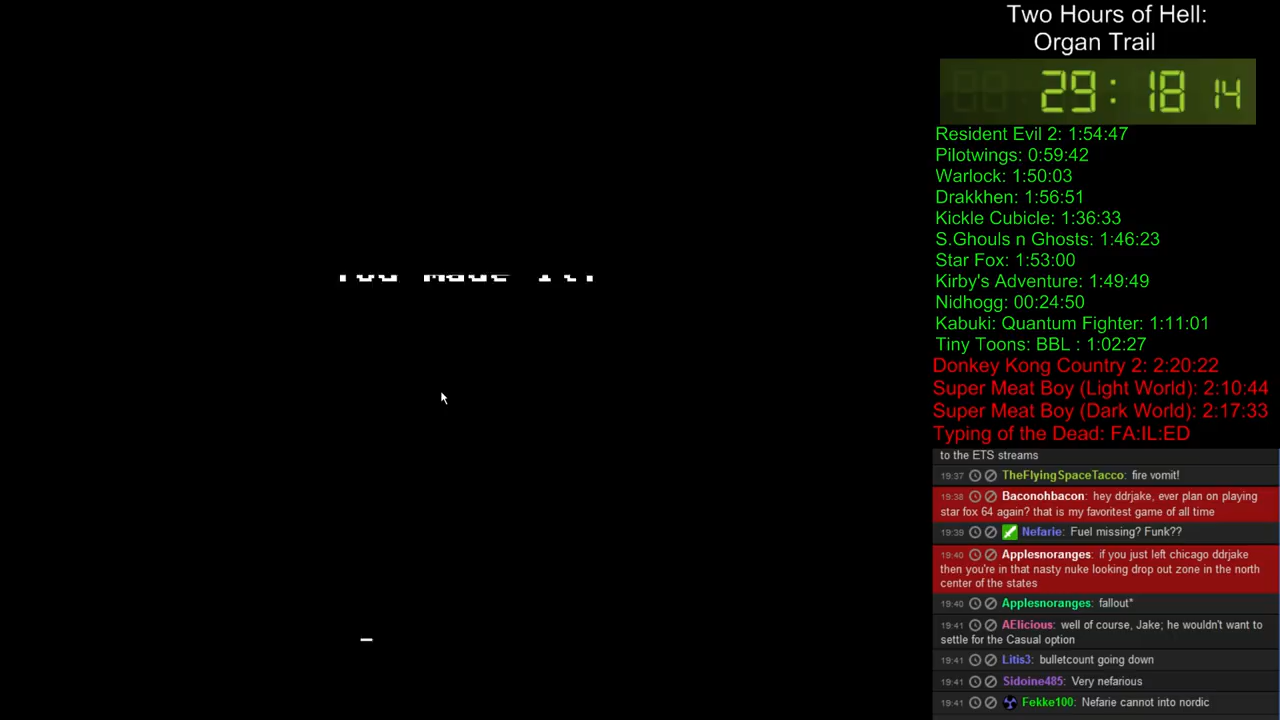 Two Hours of Hell:
Organ Trail
29:18 14
Resident Evil 2: 1:54:47
Pilotwings: 0:59:42
Warlock: 1:50:03
Drakkhen: 1:56:51
Kickle Cubicle: 1:36:33
S.Ghouls n Ghosts: 1:46:23
Star Fox: 1:53:00
Kirby's Adventure: 1:49:49
Nidhogg: 00:24:50
Kabuki: Quantum Fighter: 1:11:01
Tiny Toons: BBL : 1:02:27
Donkey Kong Country 2: 2:20:22
Super Meat Boy (Light World): 2:10:44
Super Meat Boy (Dark World): 2:17:33
Typing of the Dead: FA:IL:ED
You made it!
to the ETS streams
19:37 TheFlyingSpaceTacco: fire vomit!
19:38 Baconohbacon: hey ddrjake, ever plan on playing
star fox 64 again? that is my favoritest game of all time
19:39 Nefarie: Fuel missing? Funk??
19:40 Applesnoranges: if you just left chicago ddrjake
then you're in that nasty nuke looking drop out zone in the north
center of the states
19:40 Applesnoranges: fallout*
19:41 AElicious: well of course, Jake; he wouldn't want to
settle for the Casual option
19:41 Litis3: bulletcount going down
19:41 Sidoine485: Very nefarious
19:41 Fekke100: Nefarie cannot into nordic